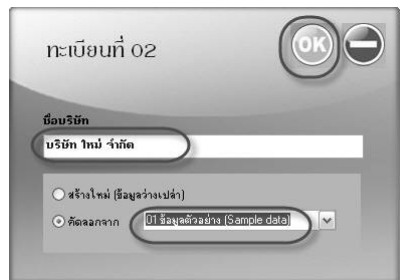 ทะเบียนที่ 02
OK
ชื่อบริษัท
บริษัท ใหม่ จำกัด
สร้างใหม่ (ข้อมูลว่างเปล่า)
คัดลอกจาก 01 ข้อมูลตัวอย่าง (Sample data)